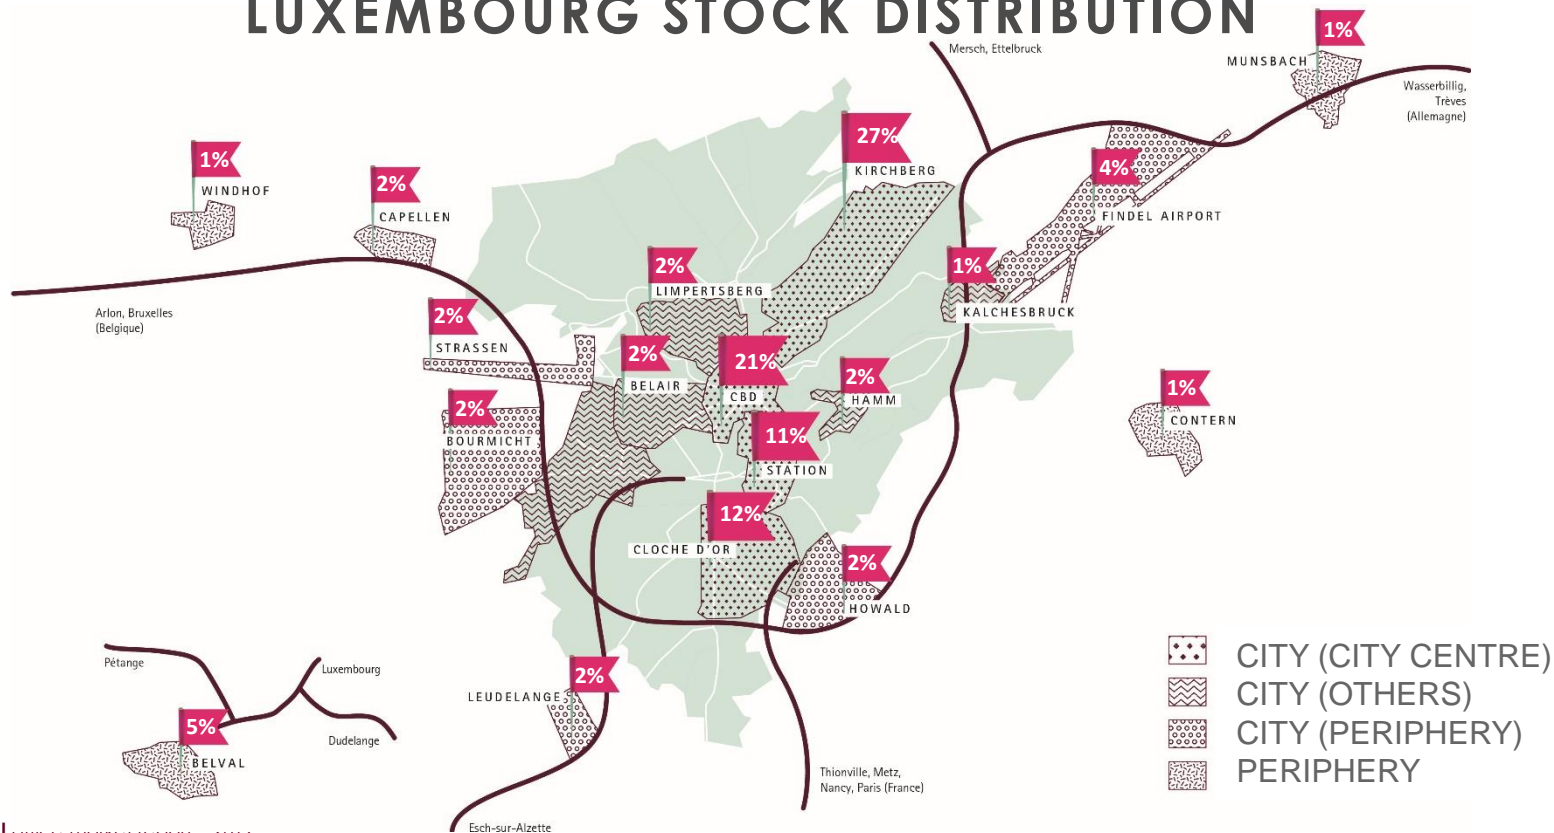 LUXEMBOURG STOCK DISTRIBUTION
1%
MUNSBACH
Mersch, Ettelbruck
Wasserbillig,
Trèves
(Allemagne)
27%
KIRCHBERG
1%
WINDHOF
2%
CAPELLEN
4%
FINDEL AIRPORT
2%
LIMPERTSBERG
1%
KALCHESBRUCK
Arlon, Bruxelles
(Belgique)
2%
STRASSEN
2%
BELAIR
21%
CBD
2%
HAMM
1%
CONTERN
2%
BOURMICHT
11%
STATION
12%
CLOCHE D'OR
2%
HOWALD
Pétange
Luxembourg
Dudelange
5%
BELVAL
2%
LEUDELANGE
Thionville, Metz,
Nancy, Paris (France)
Esch-sur-Alzette
CITY (CITY CENTRE)
CITY (OTHERS)
CITY (PERIPHERY)
PERIPHERY